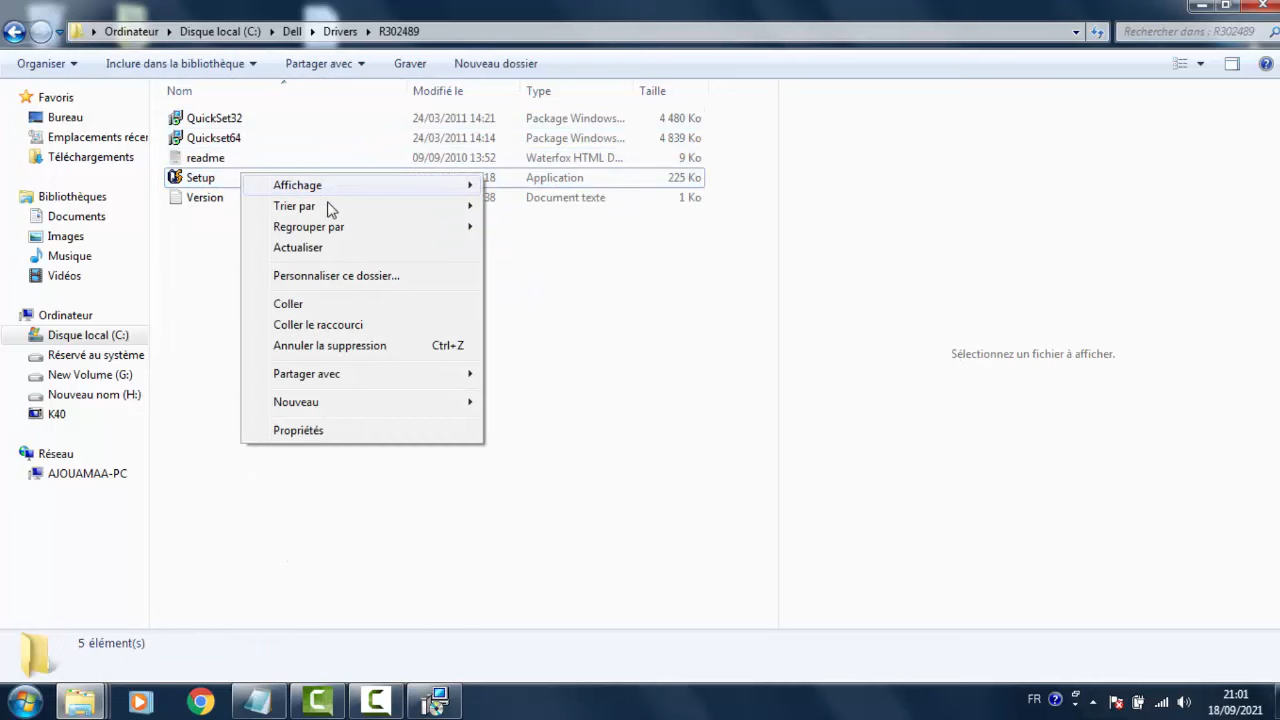 Ordinateur Disque local (C:) Dell Drivers R302489 Rechercher dans : R302489
Organiser Inclure dans la bibliothèque Partager avec Graver Nouveau dossier
Nom Modifié le Type Taille
Favoris
Bureau
Emplacements récer
Téléchargements
Bibliothèques
Documents
Images
Musique
Vidéos
Ordinateur
Disque local (C:)
Réservé au système
New Volume (G:)
Nouveau nom (H:)
K40
Réseau
AJOUAMAA-PC
QuickSet32 24/03/2011 14:21 Package Windows... 4 480 Ko
Quickset64 24/03/2011 14:14 Package Windows... 4 839 Ko
readme 09/09/2010 13:52 Waterfox HTML D... 9 Ko
Setup 18 Application 225 Ko
Version 38 Document texte 1 Ko
Affichage
Trier par
Regrouper par
Actualiser
Personnaliser ce dossier...
Coller
Coller le raccourci
Annuler la suppression Ctrl+Z
Partager avec
Nouveau
Propriétés
Sélectionnez un fichier à afficher.
5 élément(s)
FR 21:01
18/09/2021